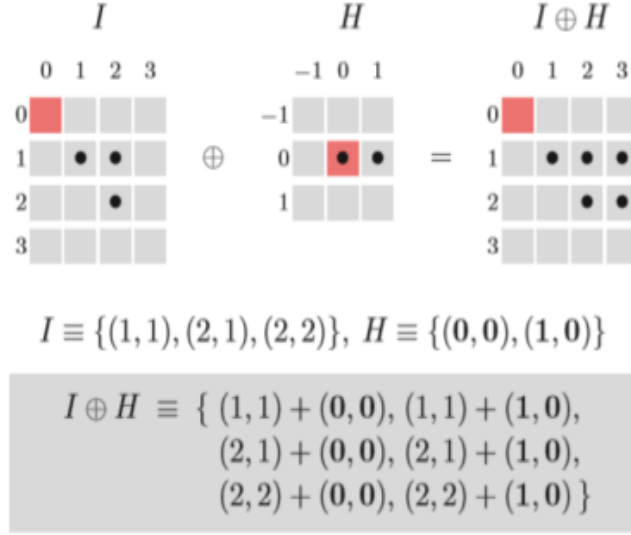 I H I ⊕ H
0 1 2 3 −1 0 1 0 1 2 3
0 −1 0
1 ⊕ 0 = 1
2 1 2
3 3
I ≡ {(1,1),(2,1),(2,2)}, H ≡ {(0,0),(1,0)}
I ⊕ H ≡ { (1,1) + (0,0), (1,1) + (1,0),
(2,1) + (0,0), (2,1) + (1,0),
(2,2) + (0,0), (2,2) + (1,0) }